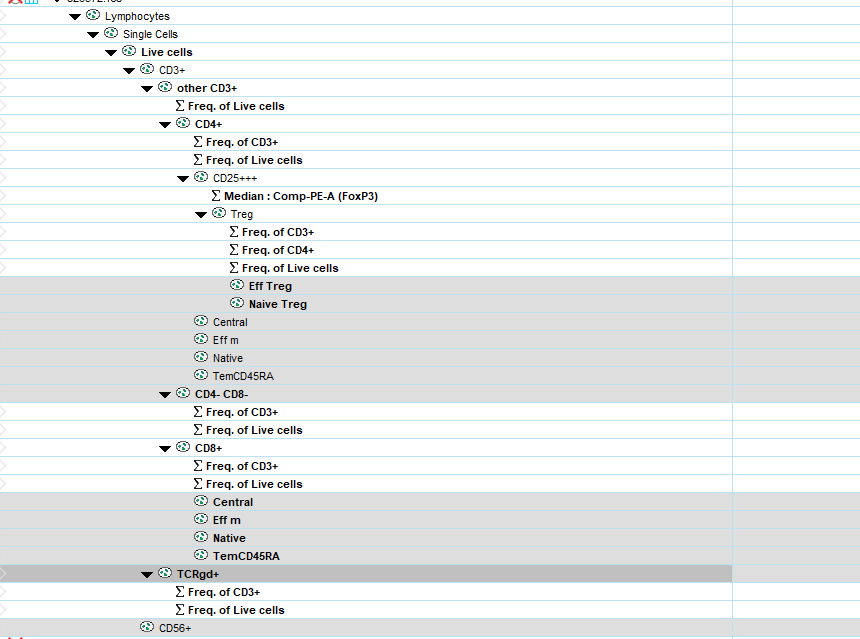 Lymphocytes
Single Cells
Live cells
CD3+
other CD3+
Σ Freq. of Live cells
CD4+
Σ Freq. of CD3+
Σ Freq. of Live cells
CD25+++
Σ Median : Comp-PE-A (FoxP3)
Treg
Σ Freq. of CD3+
Σ Freq. of CD4+
Σ Freq. of Live cells
Eff Treg
Naive Treg
Central
Eff m
Native
TemCD45RA
CD4- CD8-
Σ Freq. of CD3+
Σ Freq. of Live cells
CD8+
Σ Freq. of CD3+
Σ Freq. of Live cells
Central
Eff m
Native
TemCD45RA
TCRgd+
Σ Freq. of CD3+
Σ Freq. of Live cells
CD56+